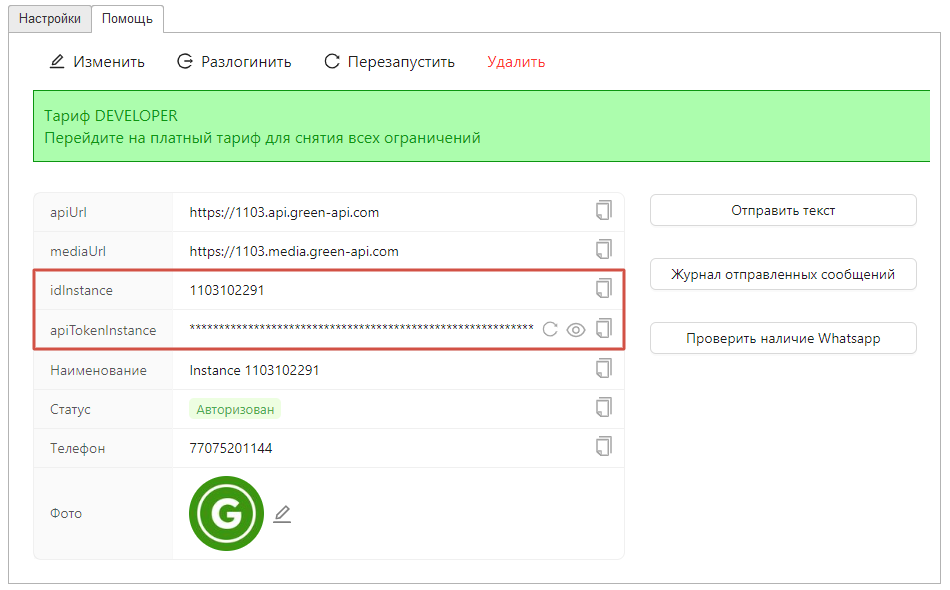 Настройки Помощь
Изменить Разлогинить Перезапустить Удалить
Тариф DEVELOPER
Перейдите на платный тариф для снятия всех ограничений
apiUrl https://1103.api.green-api.com
Отправить текст
mediaUrl https://1103.media.green-api.com
Журнал отправленных сообщений
idInstance 1103102291
apiTokenInstance ************************************************************
Проверить наличие Whatsapp
Наименование Instance 1103102291
Статус Авторизован
Телефон 77075201144
Фото G